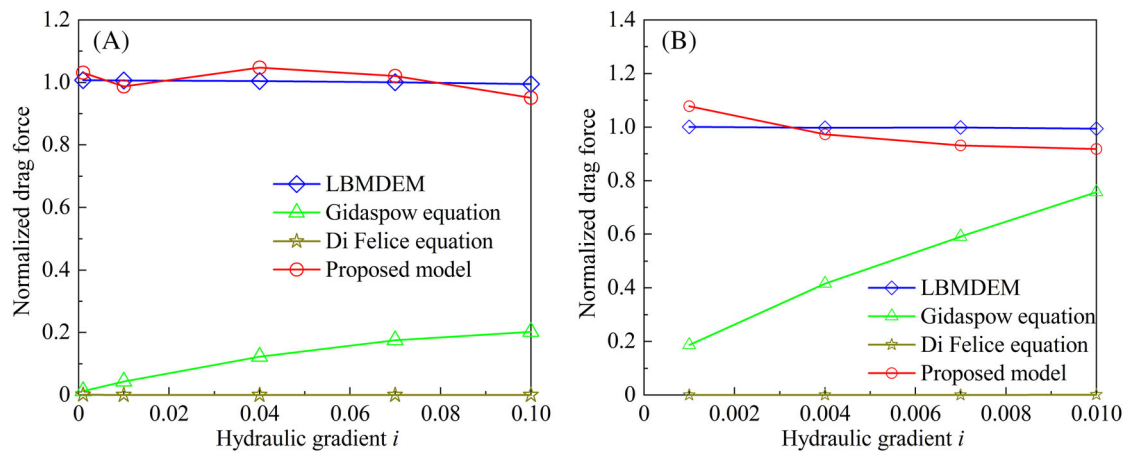 (A)
Normalized drag force
1.2
1.0
0.8
0.6
0.4
0.2
0
LBMDEM
Gidaspow equation
Di Felice equation
Proposed model
0
0.02
0.04
0.06
0.08
0.10
Hydraulic gradient i
(B)
Normalized drag force
1.4
1.2
1.0
0.8
0.6
0.4
0.2
0
LBMDEM
Gidaspow equation
Di Felice equation
Proposed model
0
0.002
0.004
0.006
0.008
0.010
Hydraulic gradient i